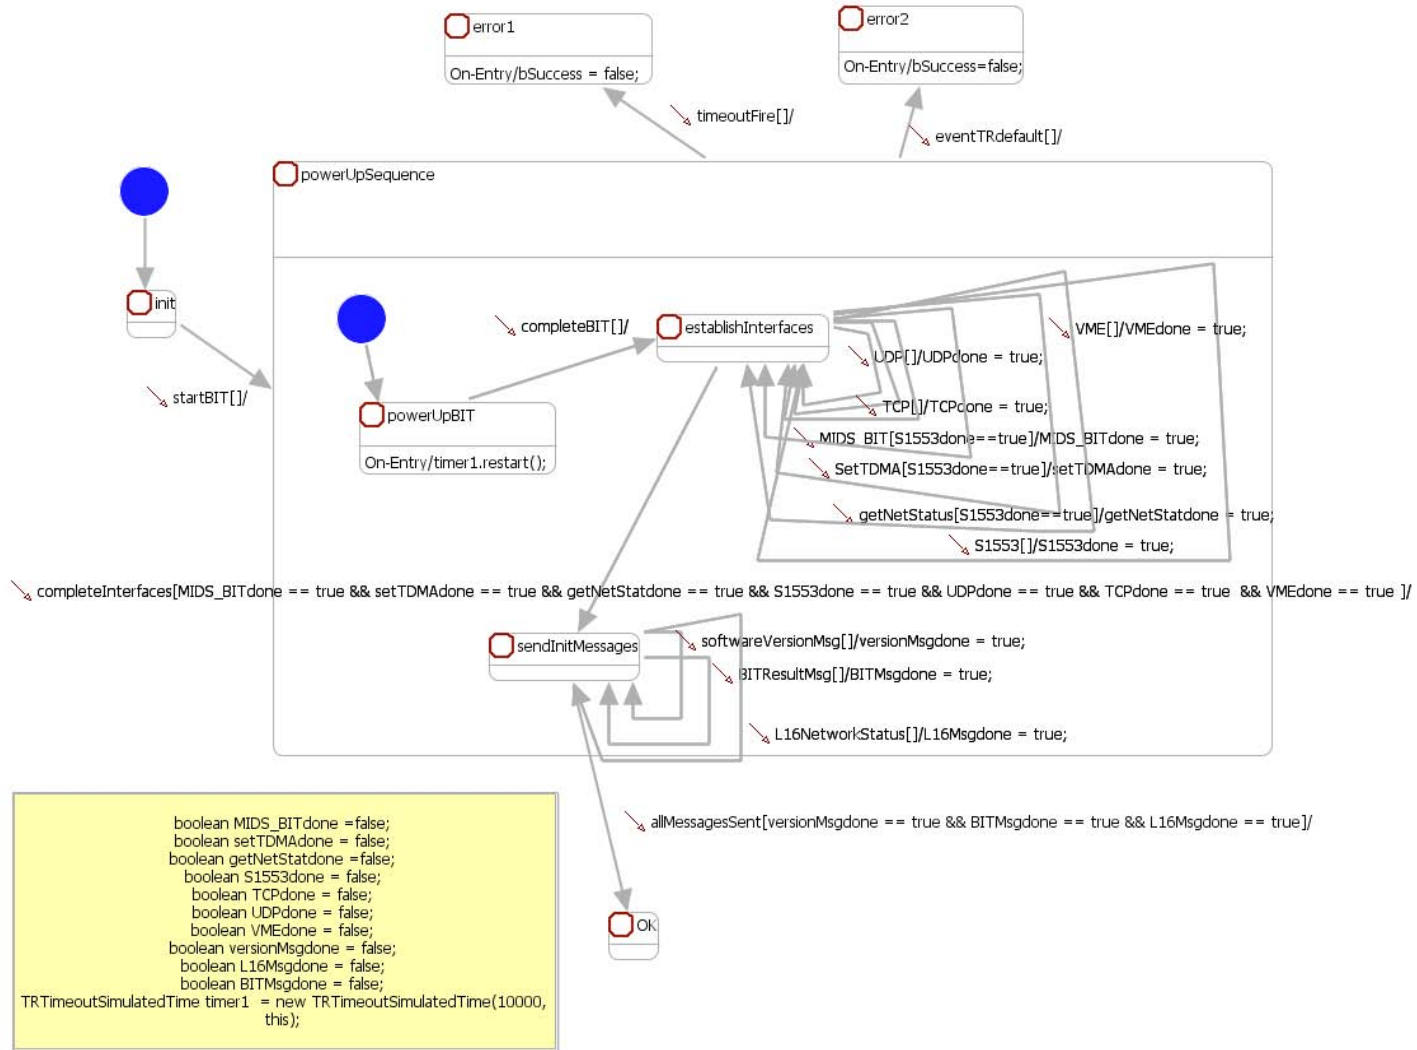 error1
On-Entry/bSuccess = false;
error2
On-Entry/bSuccess=false;
timeoutFire[]/
eventTRdefault[]/
powerUpSequence
init
startBIT[]/
completeBIT[]/
establishInterfaces
VME[]/VMEdone = true;
UDP[]/UDPdone = true;
powerUpBIT
On-Entry/timer1.restart();
TCP[]/TCPdone = true;
MIDS_BIT[S1553done==true]/MIDS_BITdone = true;
SetTDMA[S1553done==true]/setTDMAdone = true;
getNetStatus[S1553done==true]/getNetStatdone = true;
S1553[]/S1553done = true;
completeInterfaces[MIDS_BITdone == true && setTDMAdone == true && getNetStatdone == true && S1553done == true && UDPdone == true && TCPdone == true && VMEdone == true ]/
sendInitMessages
softwareVersionMsg[]/versionMsgdone = true;
BITResultMsg[]/BITMsgdone = true;
L16NetworkStatus[]/L16Msgdone = true;
allMessagesSent[versionMsgdone == true && BITMsgdone == true && L16Msgdone == true]/
OK
boolean MIDS_BITdone =false;
boolean setTDMAdone = false;
boolean getNetStatdone =false;
boolean S1553done = false;
boolean TCPdone = false;
boolean UDPdone = false;
boolean VMEdone = false;
boolean versionMsgdone = false;
boolean L16Msgdone = false;
boolean BITMsgdone = false;
TRTimeoutSimulatedTime timer1 = new TRTimeoutSimulatedTime(10000,
this);